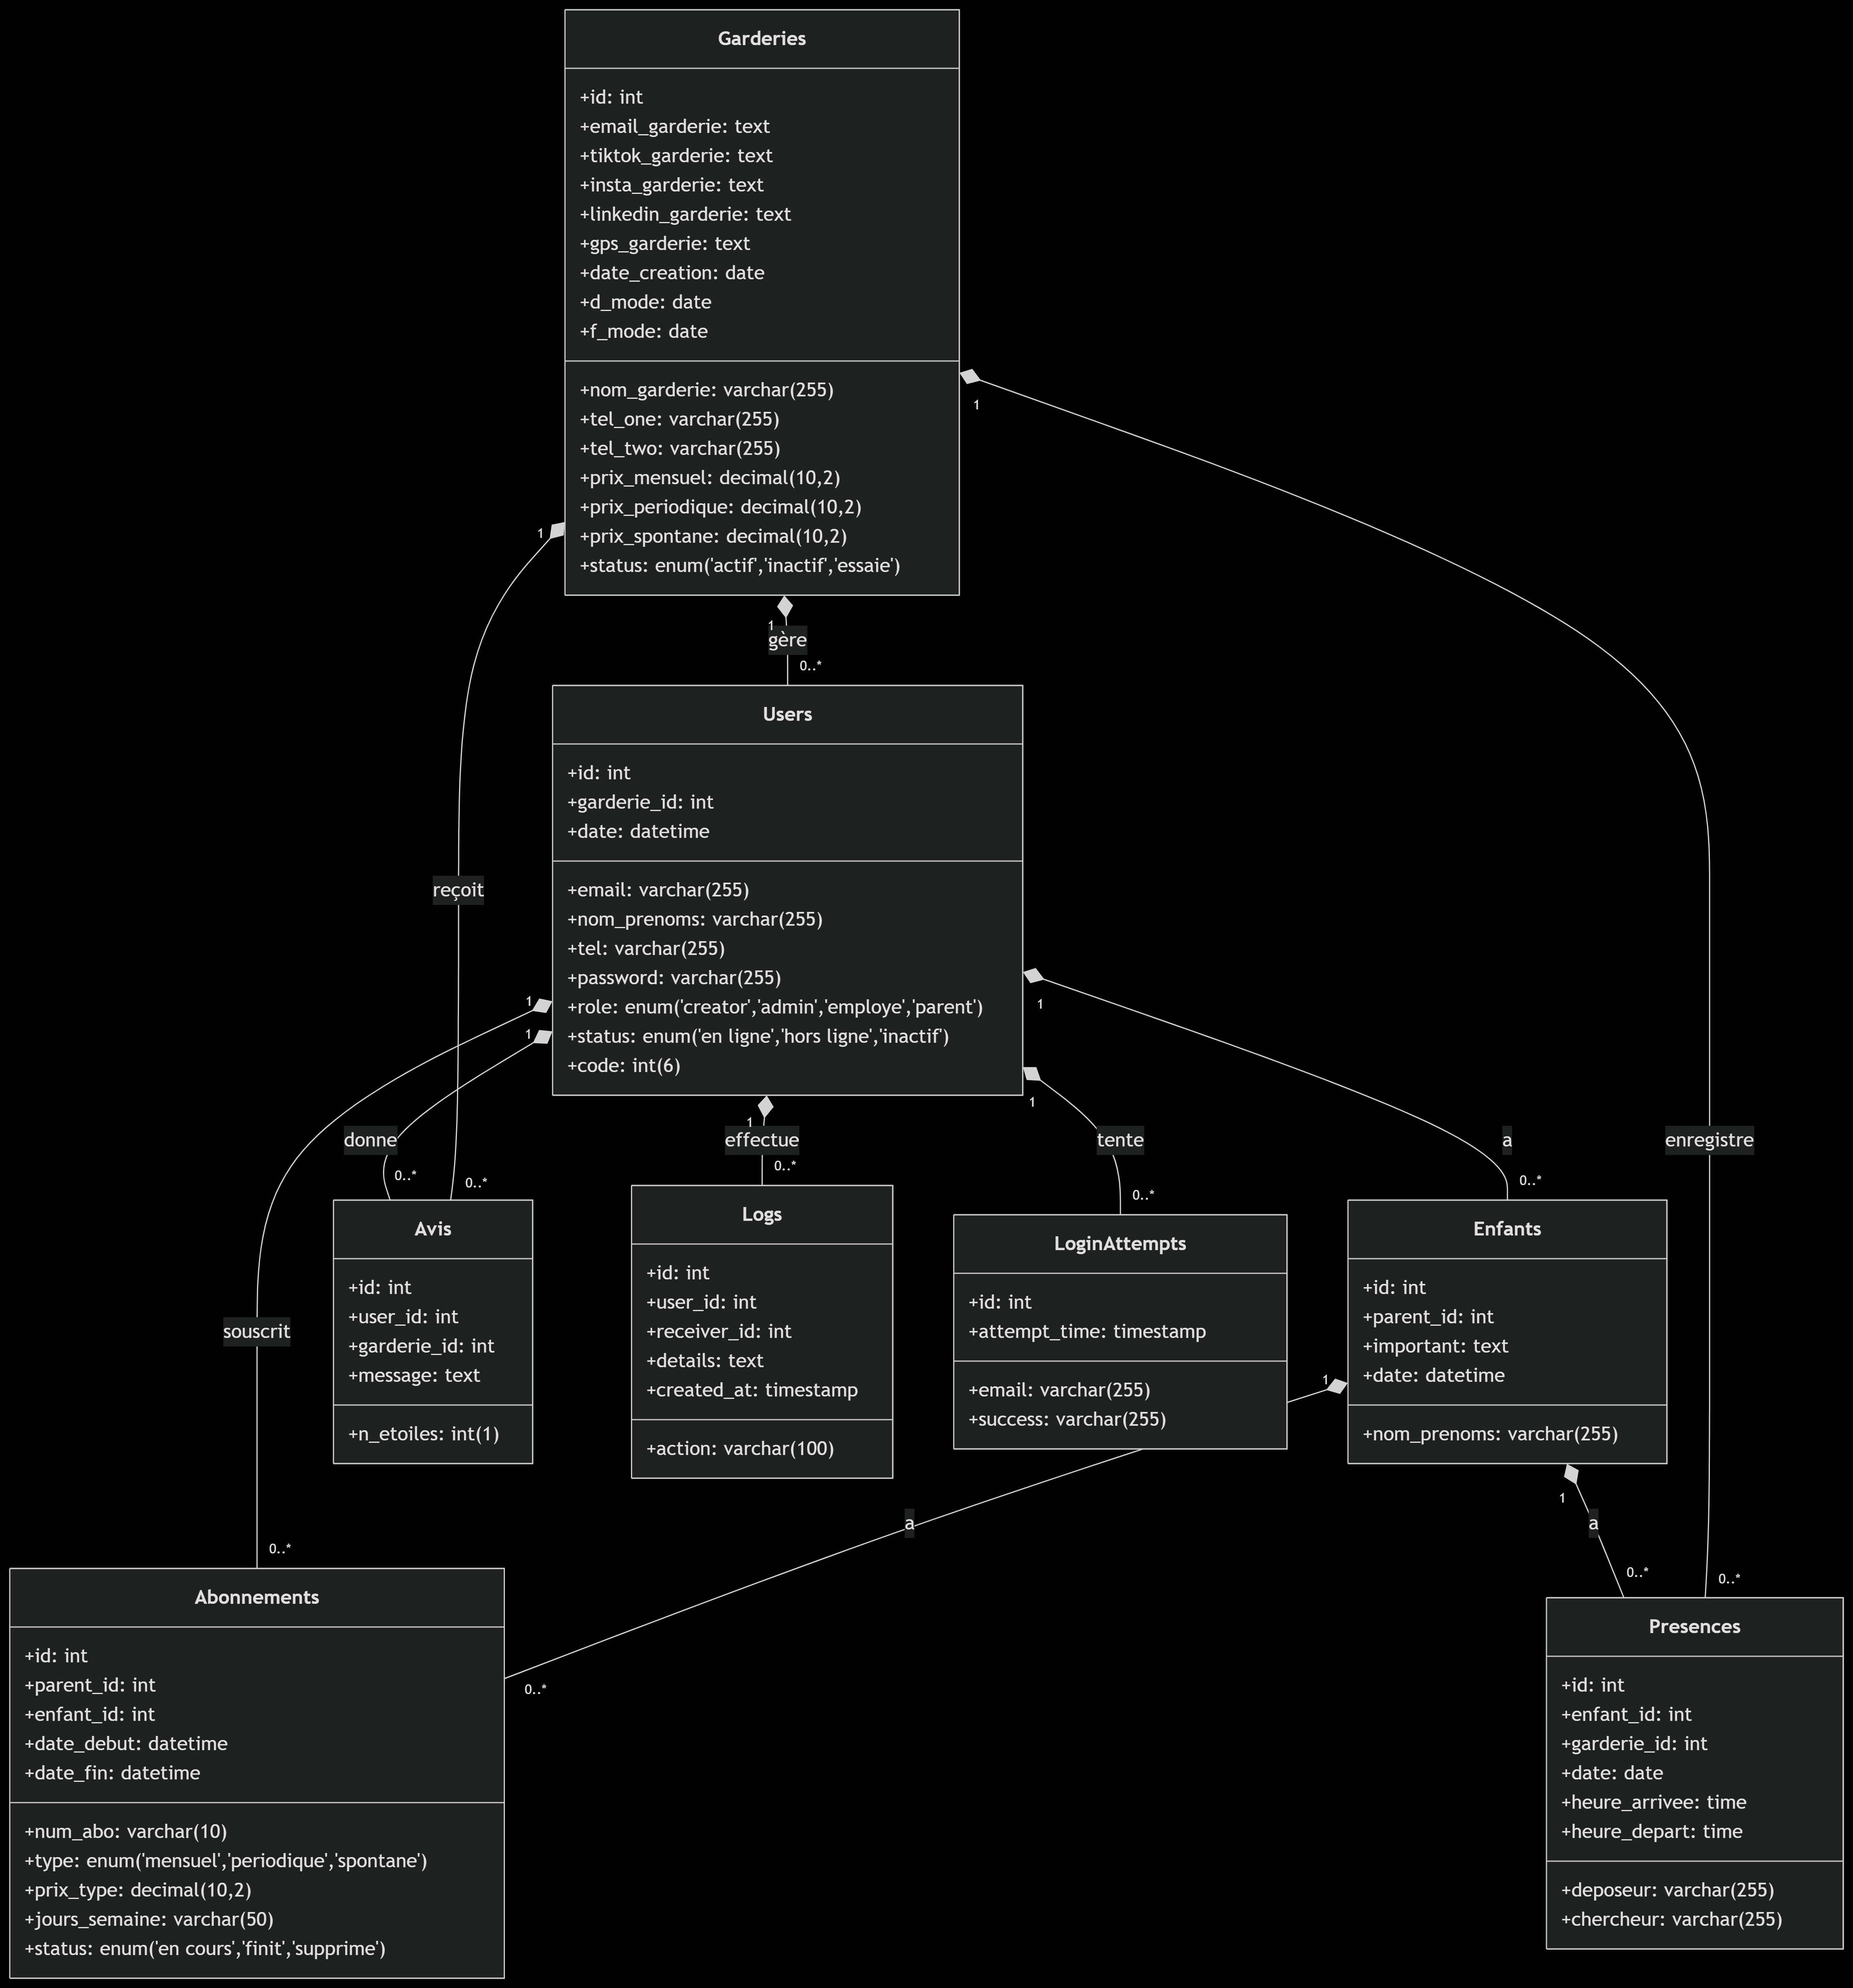 Garderies
+id: int
+email_garderie: text
+tiktok_garderie: text
+insta_garderie: text
+linkedin_garderie: text
+gps_garderie: text
+date_creation: date
+d_mode: date
+f_mode: date
+nom_garderie: varchar(255)
+tel_one: varchar(255)
+tel_two: varchar(255)
+prix_mensuel: decimal(10,2)
+prix_periodique: decimal(10,2)
+prix_spontane: decimal(10,2)
+status: enum('actif','inactif','essaie')
1
1
1
gère
0..*
Users
+id: int
+garderie_id: int
+date: datetime
+email: varchar(255)
+nom_prenoms: varchar(255)
+tel: varchar(255)
+password: varchar(255)
+role: enum('creator','admin','employe','parent')
+status: enum('en ligne','hors ligne','inactif')
+code: int(6)
reçoit
1
1
1
1
1
donne
effectue
tente
a
enregistre
0..*
0..*
0..*
0..*
0..*
Avis
+id: int
+user_id: int
+garderie_id: int
+message: text
+n_etoiles: int(1)
Logs
+id: int
+user_id: int
+receiver_id: int
+details: text
+created_at: timestamp
+action: varchar(100)
LoginAttempts
+id: int
+attempt_time: timestamp
+email: varchar(255)
+success: varchar(255)
Enfants
+id: int
+parent_id: int
+important: text
+date: datetime
+nom_prenoms: varchar(255)
souscrit
1
1
a
a
0..*
0..*
0..*
0..*
Abonnements
+id: int
+parent_id: int
+enfant_id: int
+date_debut: datetime
+date_fin: datetime
+num_abo: varchar(10)
+type: enum('mensuel','periodique','spontane')
+prix_type: decimal(10,2)
+jours_semaine: varchar(50)
+status: enum('en cours','finit','supprime')
Presences
+id: int
+enfant_id: int
+garderie_id: int
+date: date
+heure_arrivee: time
+heure_depart: time
+deposeur: varchar(255)
+chercheur: varchar(255)